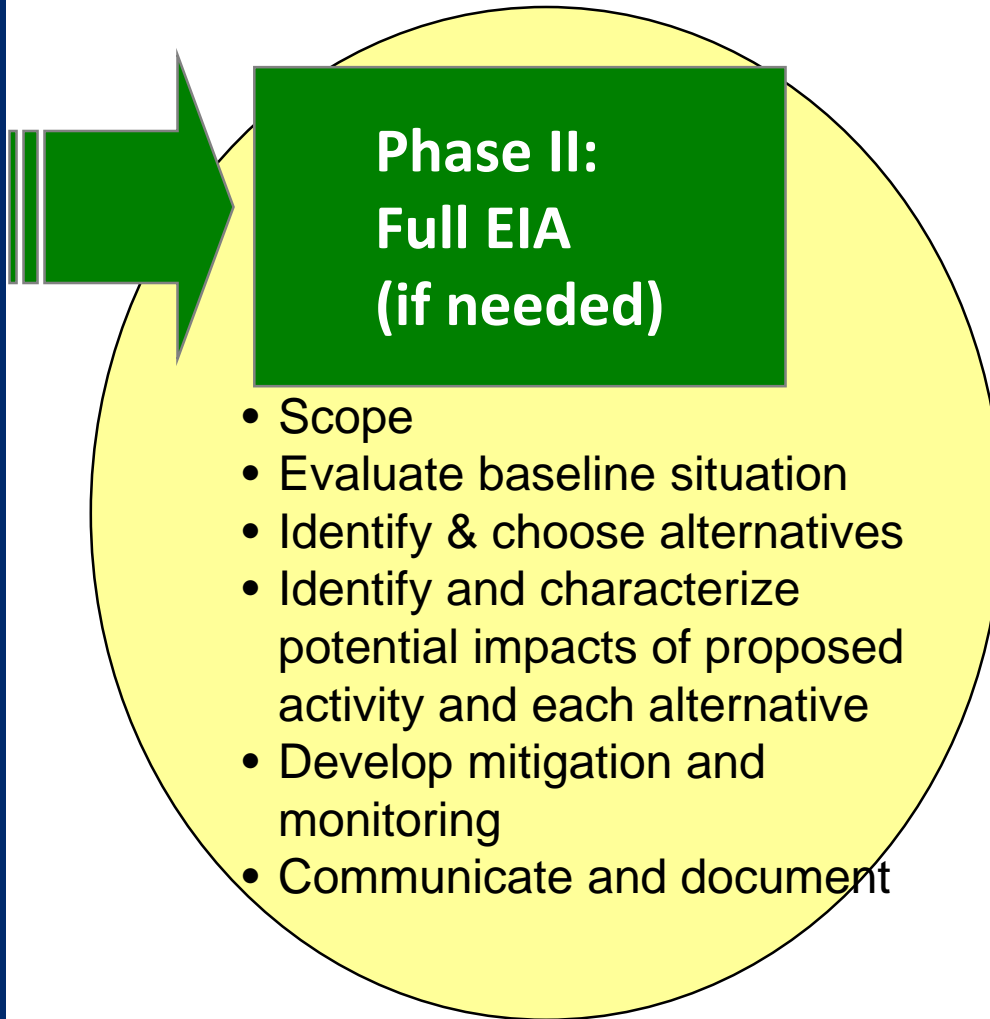 Phase II:
Full EIA
(if needed)
• Scope
• Evaluate baseline situation
• Identify & choose alternatives
• Identify and characterize
potential impacts of proposed
activity and each alternative
• Develop mitigation and
monitoring
• Communicate and document